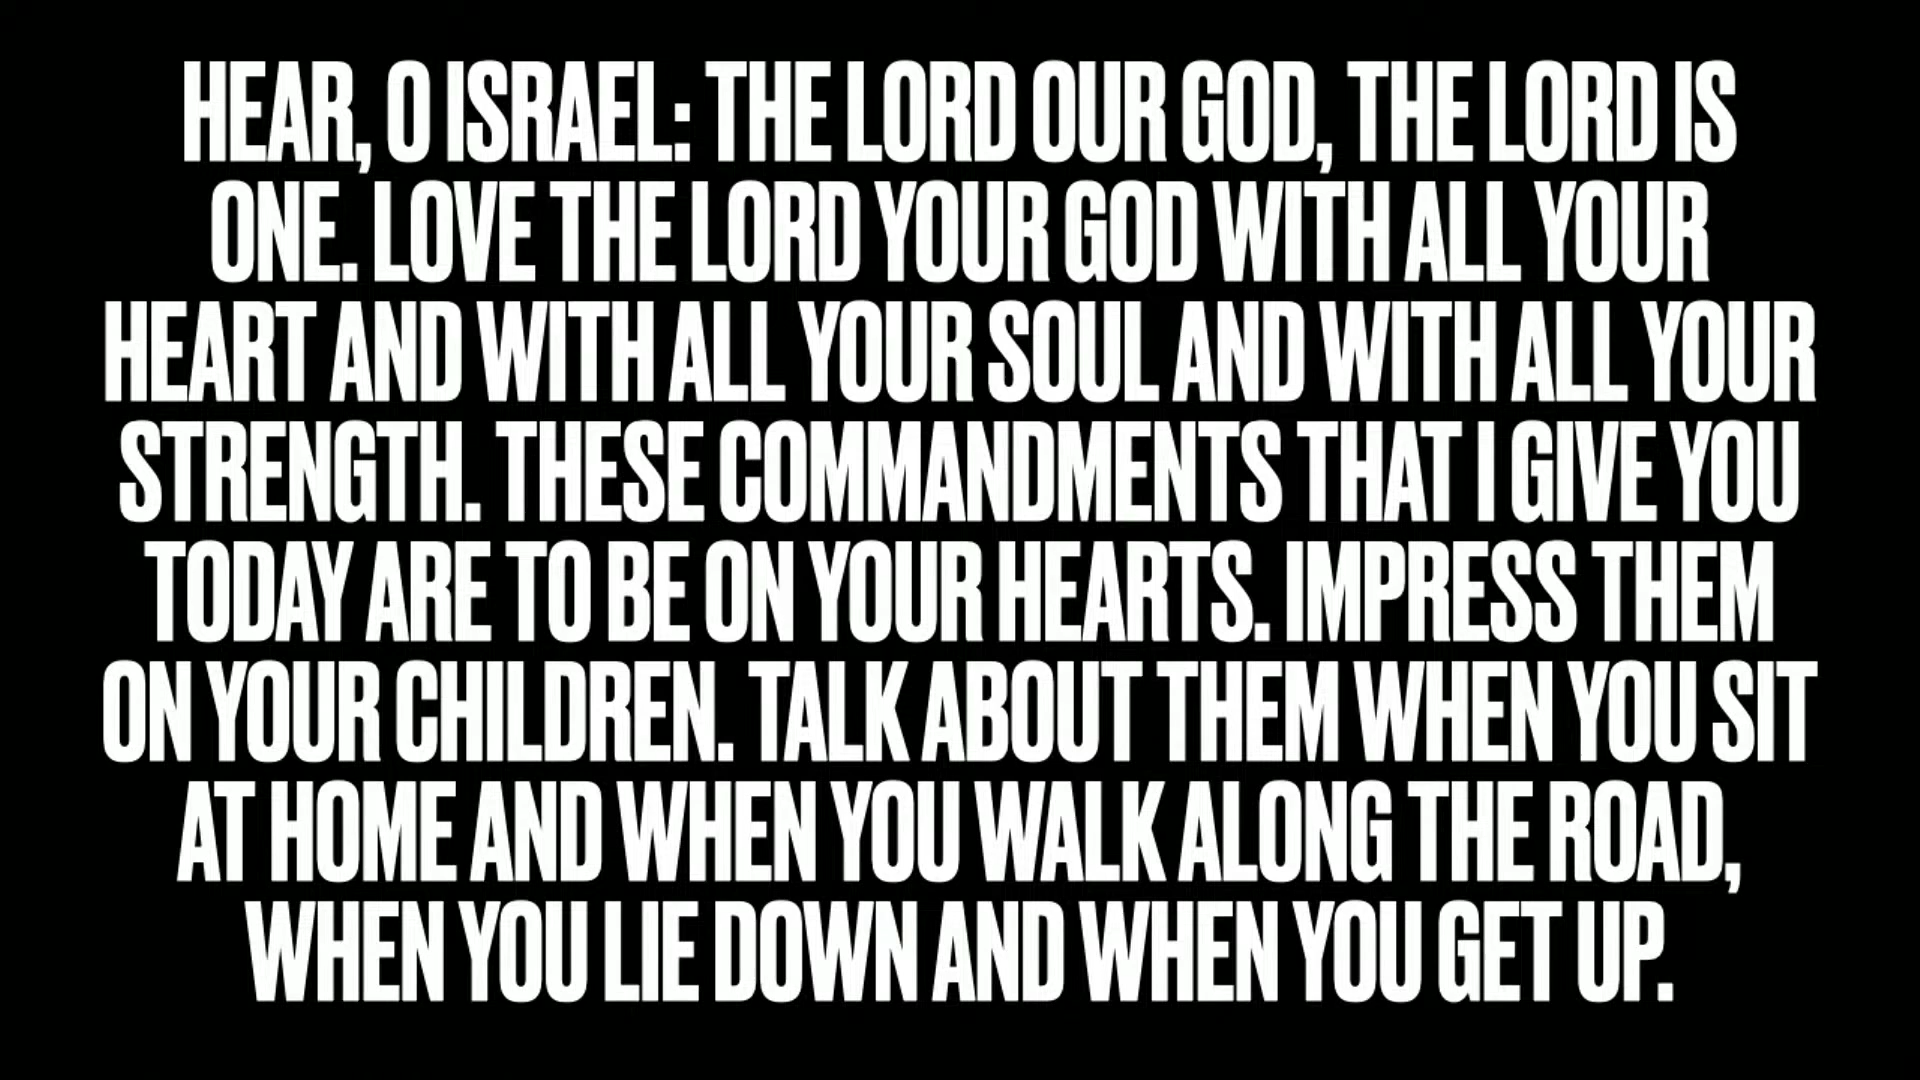 HEAR, O ISRAEL: THE LORD OUR GOD, THE LORD IS
ONE. LOVE THE LORD YOUR GOD WITH ALL YOUR
HEART AND WITH ALL YOUR SOUL AND WITH ALL YOUR
STRENGTH. THESE COMMANDMENTS THAT I GIVE YOU
TODAY ARE TO BE ON YOUR HEARTS. IMPRESS THEM
ON YOUR CHILDREN. TALK ABOUT THEM WHEN YOU SIT
AT HOME AND WHEN YOU WALK ALONG THE ROAD,
WHEN YOU LIE DOWN AND WHEN YOU GET UP.